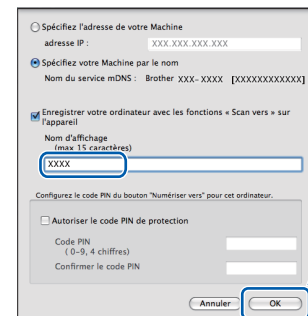 Spécifiez l'adresse de votre Machine
adresse IP : XXX.XXX.XXX.XXX
Spécifiez votre Machine par le nom
Nom du service mDNS : Brother XXX-XXXX [XXXXXXXXXXXX]
Enregistrer votre ordinateur avec les fonctions « Scan vers » sur
l'appareil
Nom d'affichage
(max 15 caractères)
XXXX
Configurez le code PIN du bouton "Numériser vers" pour cet ordinateur.
Autoriser le code PIN de protection
Code PIN
( 0-9, 4 chiffres)
Confirmer le code PIN
Annuler OK